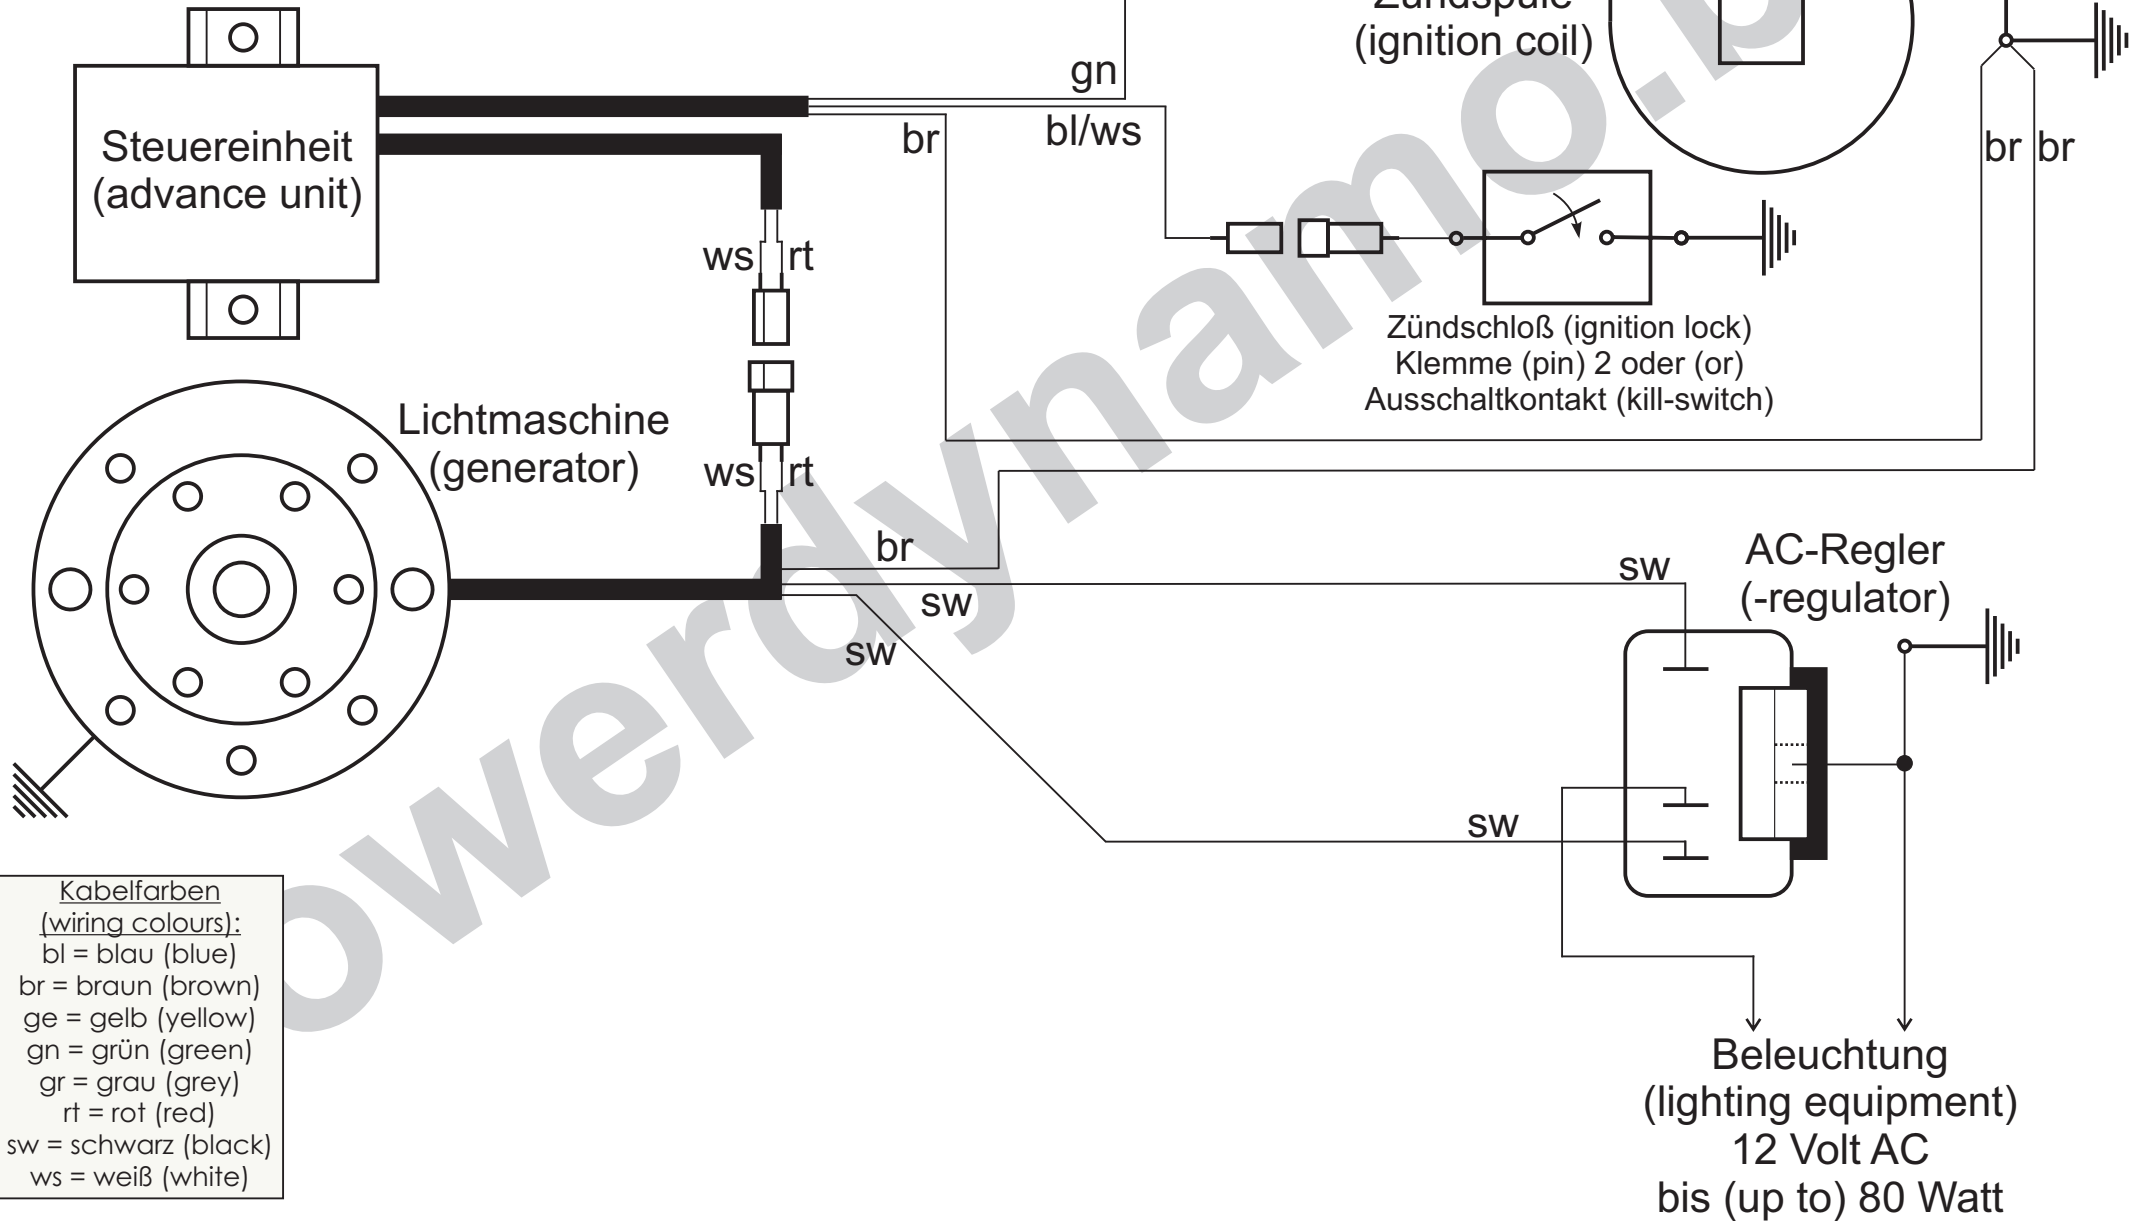 Zündspule
(ignition coil)
gn
br
bl/ws
br
br
Steuereinheit
(advance unit)
ws
rt
Zündschloß (ignition lock)
Klemme (pin) 2 oder (or)
Ausschaltkontakt (kill-switch)
Lichtmaschine
(generator)
ws
rt
br
sw
sw
sw
AC-Regler
(-regulator)
sw
Kabelfarben
(wiring colours):
bl = blau (blue)
br = braun (brown)
ge = gelb (yellow)
gn = grün (green)
gr = grau (grey)
rt = rot (red)
sw = schwarz (black)
ws = weiß (white)
Beleuchtung
(lighting equipment)
12 Volt AC
bis (up to) 80 Watt
owerdynamo.b